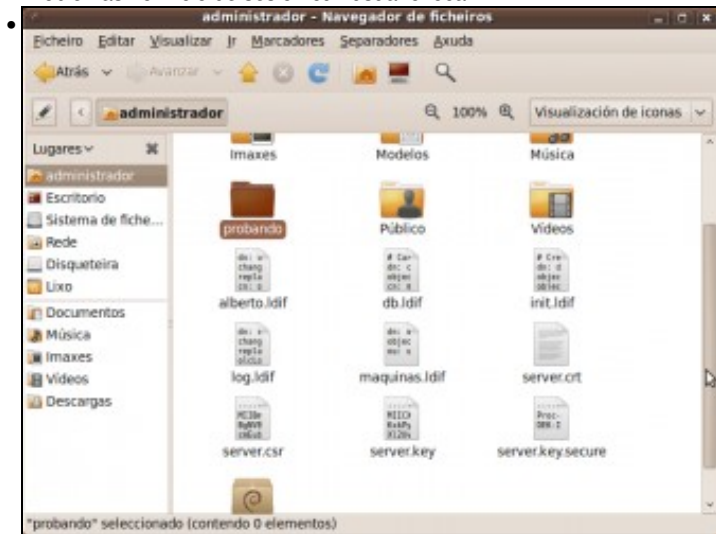 administrador - Navegador de ficheiros
Ficheiro Editar Visualizar Ir Marcadores Separadores Axuda
Atrás Avanzar
administrador 100% Visualización de iconas
Lugares
administrador
Escritorio
Sistema de fiche...
Rede
Disqueteira
Lixo
Documentos
Música
Imaxes
Vídeos
Descargas
Imaxes Modelos Música
probando Público Vídeos
alberto.ldif db.ldif init.ldif
log.ldif maquinas.ldif server.crt
server.csr server.key server.key.secure
"probando" seleccionado (contendo 0 elementos)